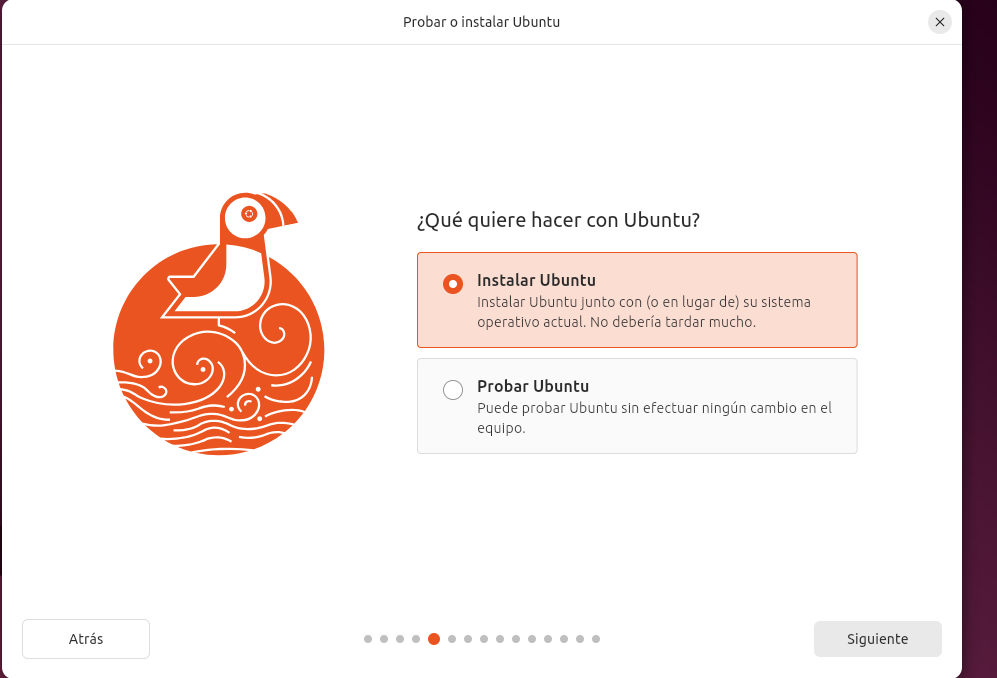 Probar o instalar Ubuntu
¿Qué quiere hacer con Ubuntu?
Instalar Ubuntu
Instalar Ubuntu junto con (o en lugar de) su sistema
operativo actual. No debería tardar mucho.
Probar Ubuntu
Puede probar Ubuntu sin efectuar ningún cambio en el
equipo.
Atrás
Siguiente